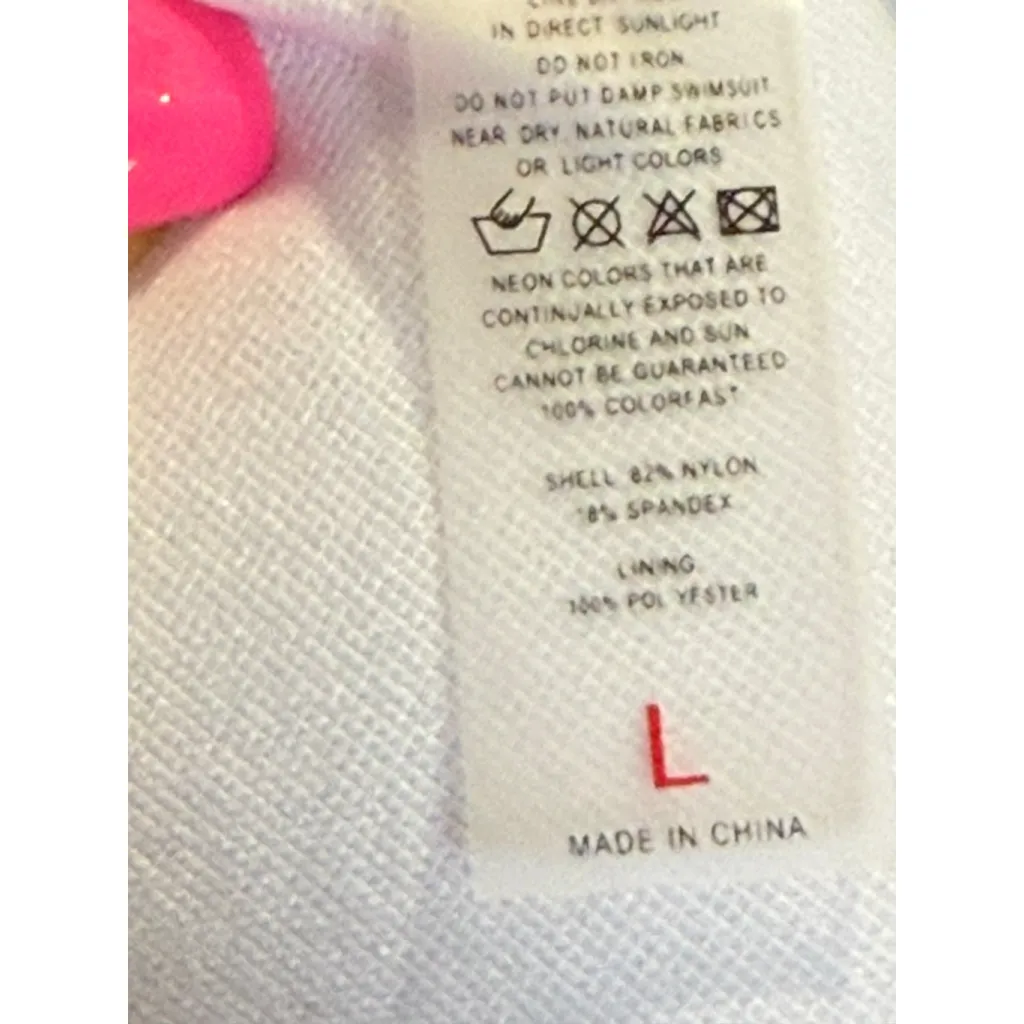 IN DIRECT SUNLIGHT
DO NOT IRON
DO NOT PUT DAMP SWIMSUIT
NEAR DRY, NATURAL FABRICS
OR LIGHT COLORS
NEON COLORS THAT ARE
CONTINUALLY EXPOSED TO
CHLORINE AND SUN
CANNOT BE GUARANTEED
100% COLORFAST
SHELL 82% NYLON
18% SPANDEX
LINING
100% POLYESTER
L
MADE IN CHINA